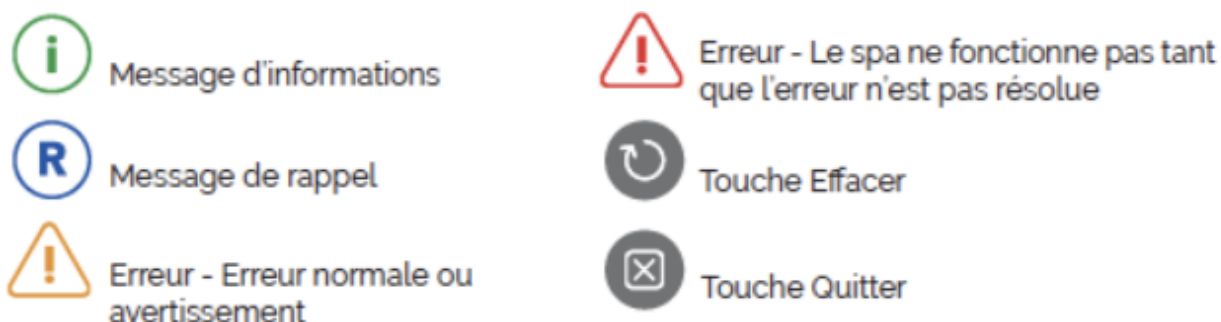 i Message d'informations
R Message de rappel
! Erreur - Erreur normale ou
avertissement
! Erreur - Le spa ne fonctionne pas tant
que l'erreur n'est pas résolue
Touche Effacer
Touche Quitter